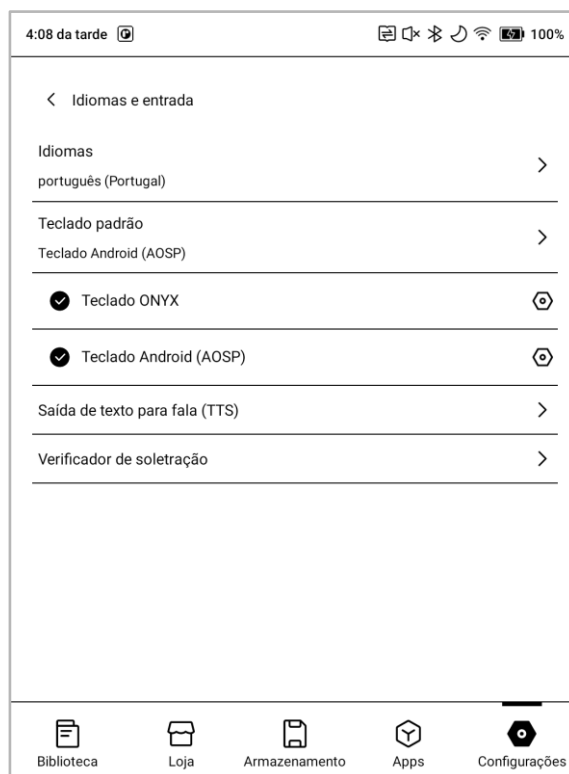 4:08 da tarde 100%
Idiomas e entrada
Idiomas
português (Portugal)
Teclado padrão
Teclado Android (AOSP)
Teclado ONYX
Teclado Android (AOSP)
Saída de texto para fala (TTS)
Verificador de soletração
Biblioteca Loja Armazenamento Apps Configurações